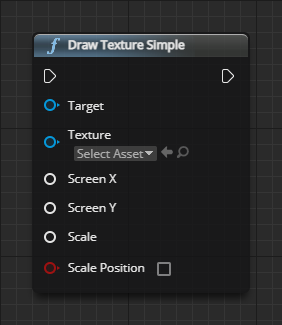 Draw Texture Simple
Target
Texture
Select Asset
Screen X
Screen Y
Scale
Scale Position